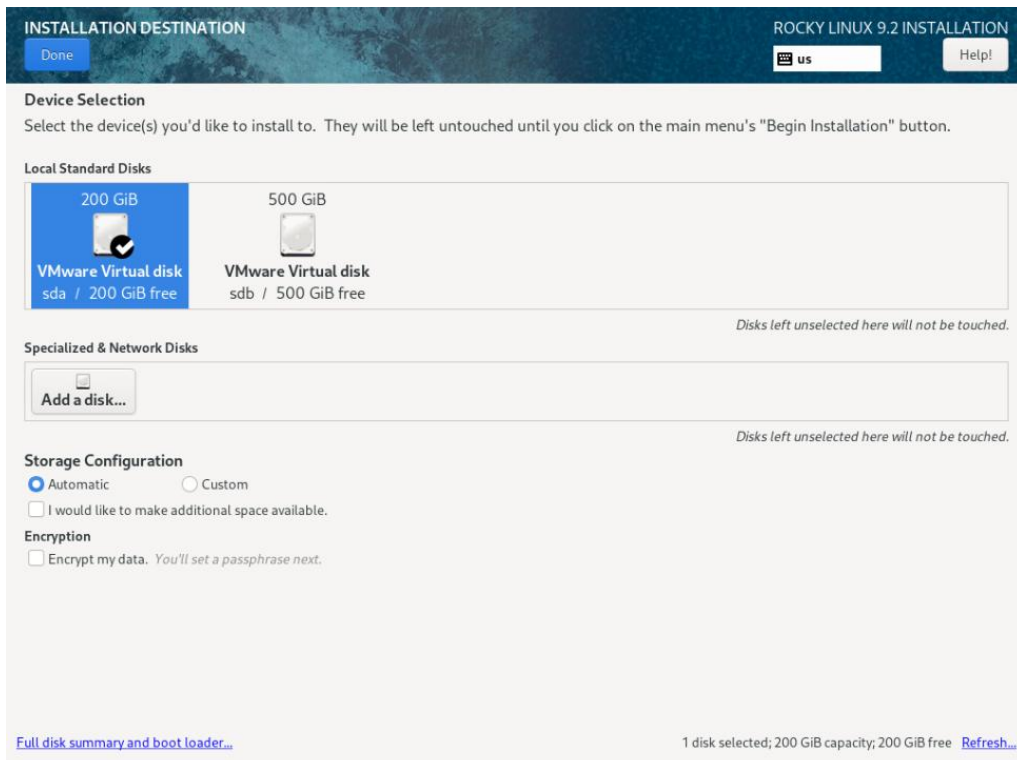 INSTALLATION DESTINATION
ROCKY LINUX 9.2 INSTALLATION
Done
us
Help!
Device Selection
Select the device(s) you'd like to install to. They will be left untouched until you click on the main menu's "Begin Installation" button.
Local Standard Disks
200 GiB
VMware Virtual disk
sda / 200 GiB free
500 GiB
VMware Virtual disk
sdb / 500 GiB free
Disks left unselected here will not be touched.
Specialized & Network Disks
Add a disk...
Disks left unselected here will not be touched.
Storage Configuration
Automatic
Custom
I would like to make additional space available.
Encryption
Encrypt my data. You'll set a passphrase next.
Full disk summary and boot loader...
1 disk selected; 200 GiB capacity; 200 GiB free Refresh...